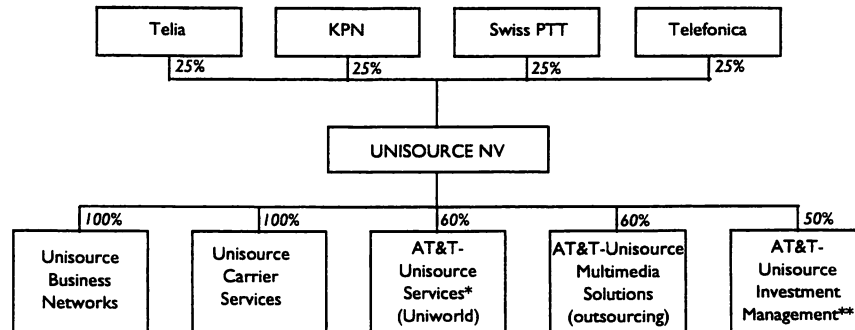 Telia
KPN
Swiss PTT
Telefonica
25%
25%
25%
25%
UNISOURCE NV
100%
100%
60%
60%
50%
Unisource
Business
Networks
Unisource
Carrier
Services
AT&T-
Unisource
Services*
(Uniworld)
AT&T-Unisource
Multimedia
Solutions
(outsourcing)
AT&T-
Unisource
Investment
Management**